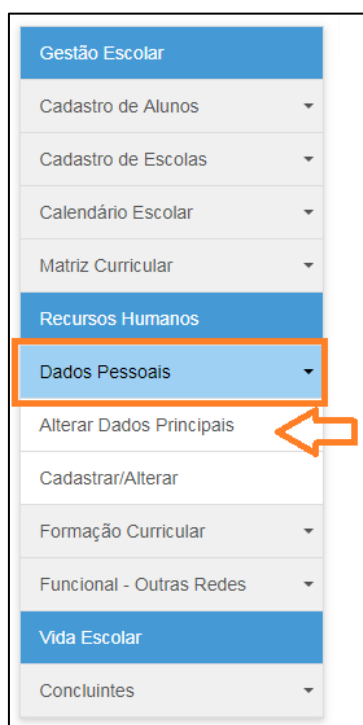 Gestão Escolar
Cadastro de Alunos
Cadastro de Escolas
Calendário Escolar
Matriz Curricular
Recursos Humanos
Dados Pessoais
Alterar Dados Principais
Cadastrar/Alterar
Formação Curricular
Funcional - Outras Redes
Vida Escolar
Concluintes